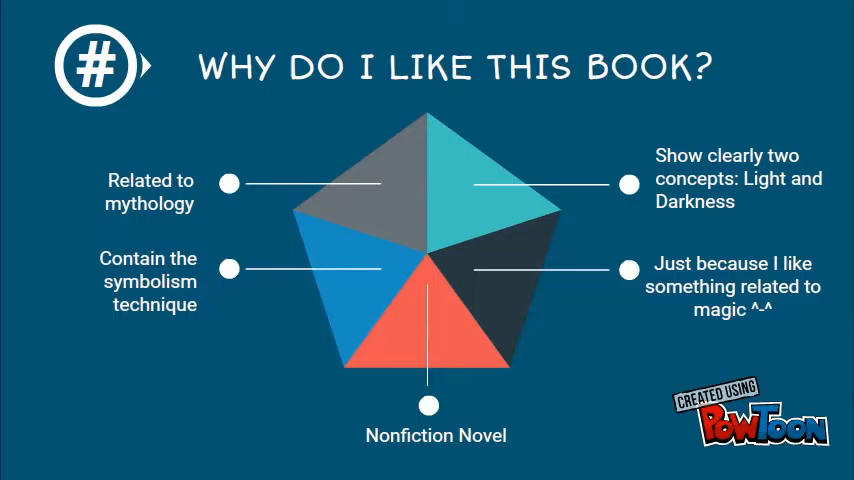 #
WHY DO I LIKE THIS BOOK?
Related to
mythology
Show clearly two
concepts: Light and
Darkness
Contain the
symbolism
technique
Just because I like
something related to
magic ^-^
Nonfiction Novel
CREATED USING
POWTOON